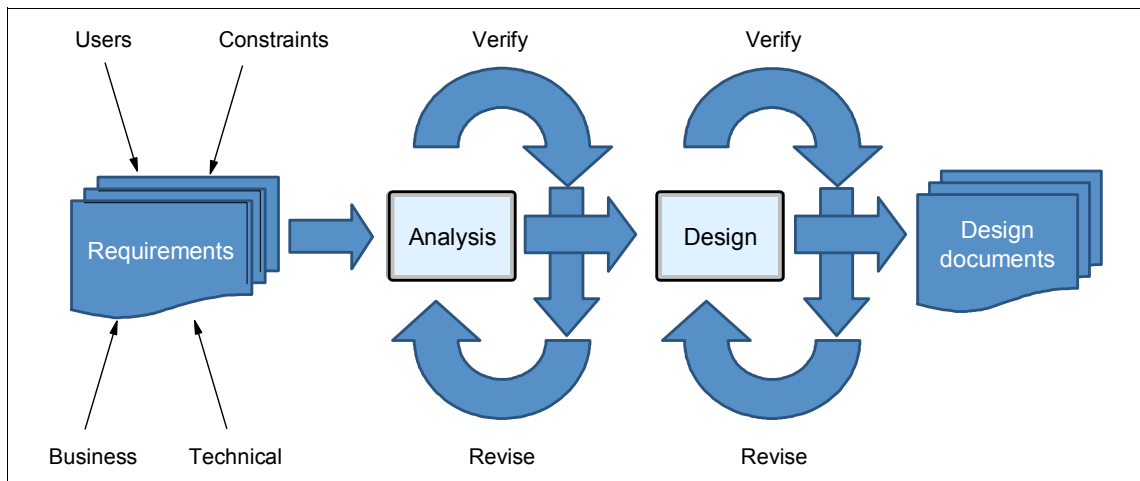 Users
Constraints
Verify
Verify
Requirements
Analysis
Design
Design
documents
Business
Technical
Revise
Revise